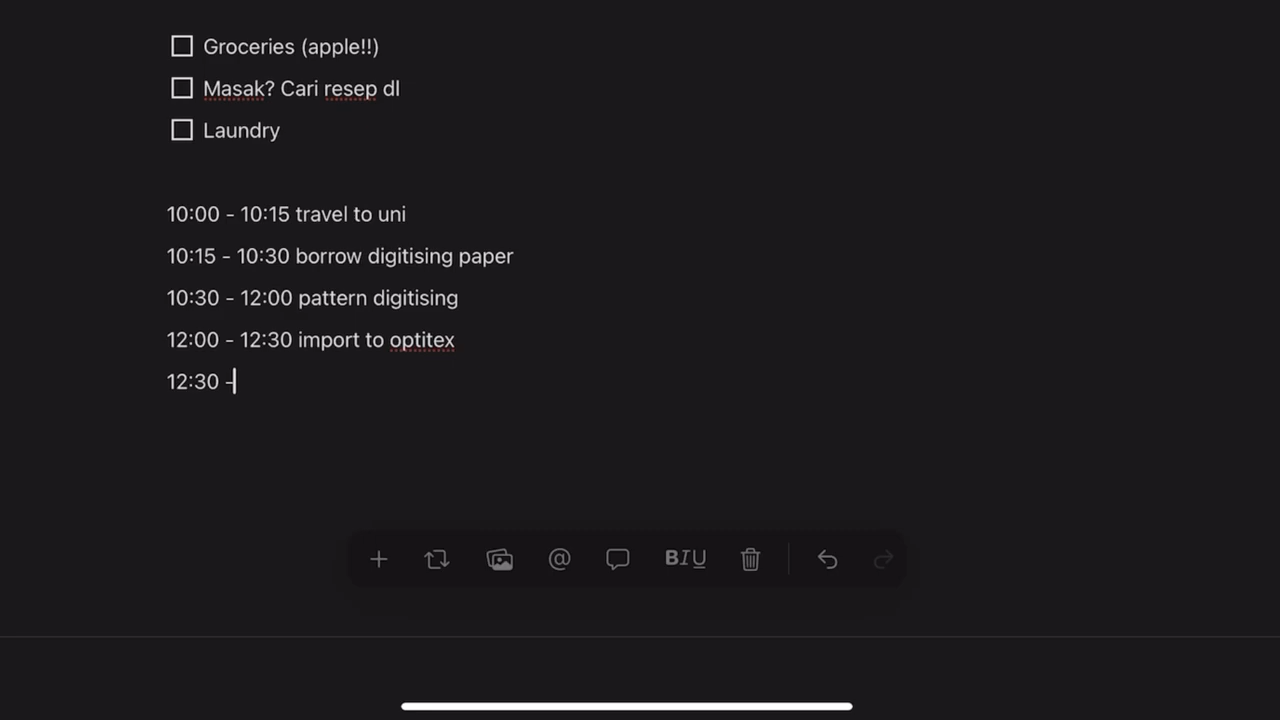 Groceries (apple!!)
Masak? Cari resep dl
Laundry
10:00 - 10:15 travel to uni
10:15 - 10:30 borrow digitising paper
10:30 - 12:00 pattern digitising
12:00 - 12:30 import to optitex
12:30 -
@
BIU